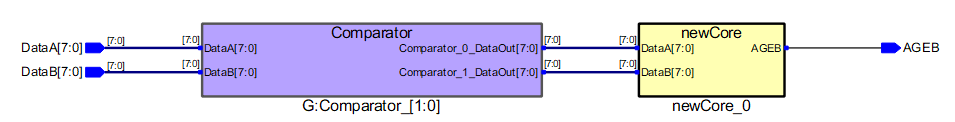 Comparator
newCore
DataA[7:0] [7:0] [7:0] DataA[7:0] Comparator_0_DataOut[7:0] [7:0] [7:0] DataA[7:0] AGEB AGEB
DataB[7:0] [7:0] [7:0] DataB[7:0] Comparator_1_DataOut[7:0] [7:0] [7:0] DataB[7:0]
G:Comparator_[1:0]
newCore_0